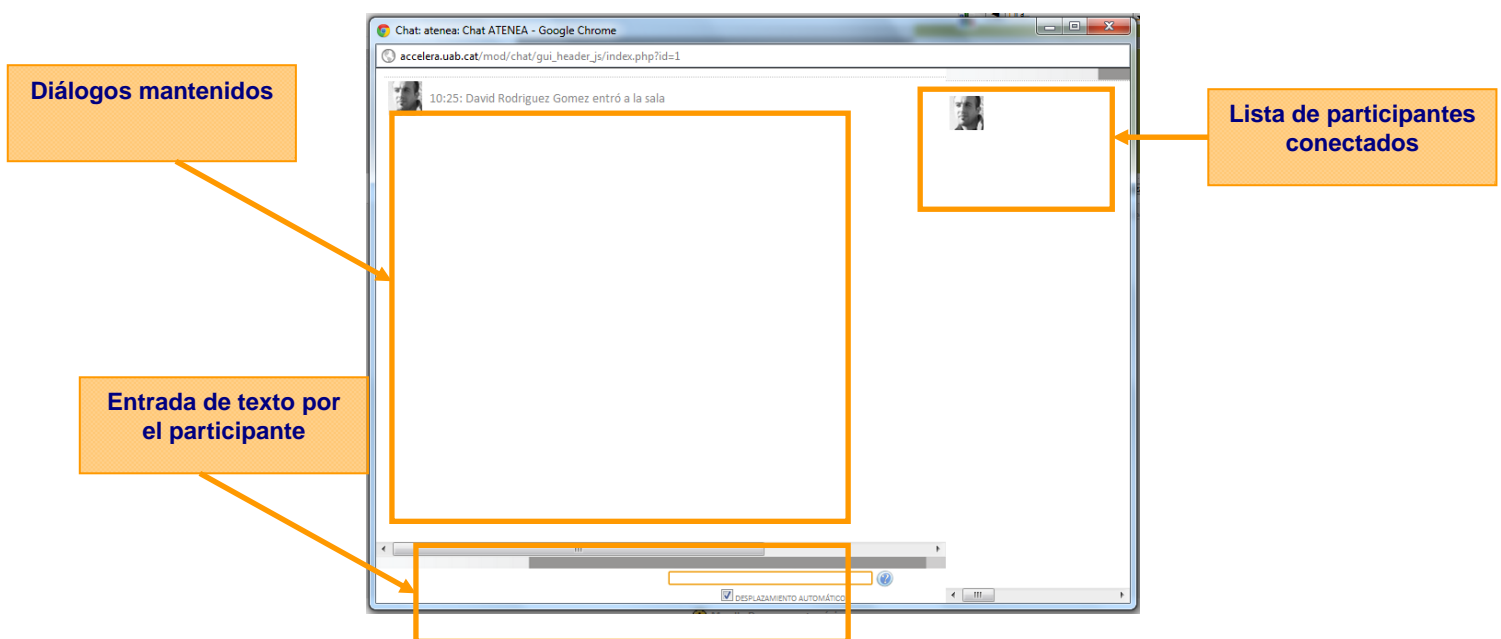 Chat: atenea: Chat ATENEA - Google Chrome
accelera.uab.cat/mod/chat/gui_header_js/index.php?id=1
Diálogos mantenidos
10:25: David Rodriguez Gomez entró a la sala
Lista de participantes
conectados
Entrada de texto por
el participante
DESPLAZAMIENTO AUTOMÁTICO